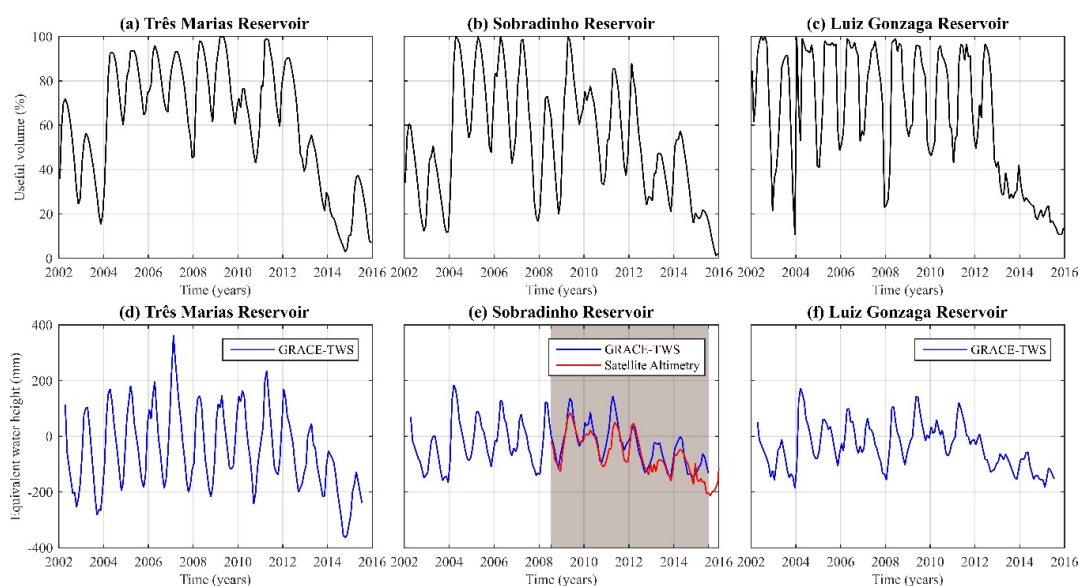 (a) Três Marias Reservoir
(b) Sobradinho Reservoir
(c) Luiz Gonzaga Reservoir
Useful volume (%)
100
80
60
40
20
0
2002 2004 2006 2008 2010 2012 2014 2016
2002 2004 2006 2008 2010 2012 2014 2016
2002 2004 2006 2008 2010 2012 2014 2016
Time (years)
Time (years)
Time (years)
(d) Três Marias Reservoir
(e) Sobradinho Reservoir
(f) Luiz Gonzaga Reservoir
Equivalent water height (mm)
400
200
0
-200
-400
GRACE-TWS
GRACE-TWS
Satellite Altimetry
GRACE-TWS
2002 2004 2006 2008 2010 2012 2014 2016
2002 2004 2006 2008 2010 2012 2014 2016
2002 2004 2006 2008 2010 2012 2014 2016
Time (years)
Time (years)
Time (years)